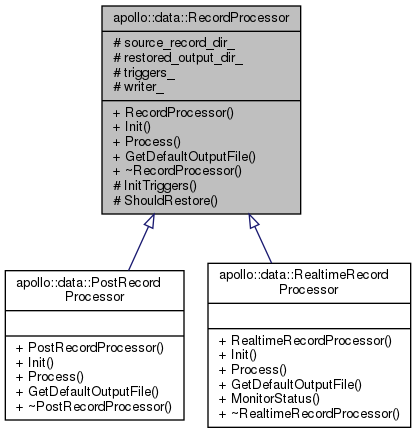 apollo::data::RecordProcessor
# source_record_dir_
# restored_output_dir_
# triggers_
# writer_
+ RecordProcessor()
+ Init()
+ Process()
+ GetDefaultOutputFile()
+ ~RecordProcessor()
# InitTriggers()
# ShouldRestore()
apollo::data::PostRecord
Processor
+ PostRecordProcessor()
+ Init()
+ Process()
+ GetDefaultOutputFile()
+ ~PostRecordProcessor()
apollo::data::RealtimeRecord
Processor
+ RealtimeRecordProcessor()
+ Init()
+ Process()
+ GetDefaultOutputFile()
+ MonitorStatus()
+ ~RealtimeRecordProcessor()